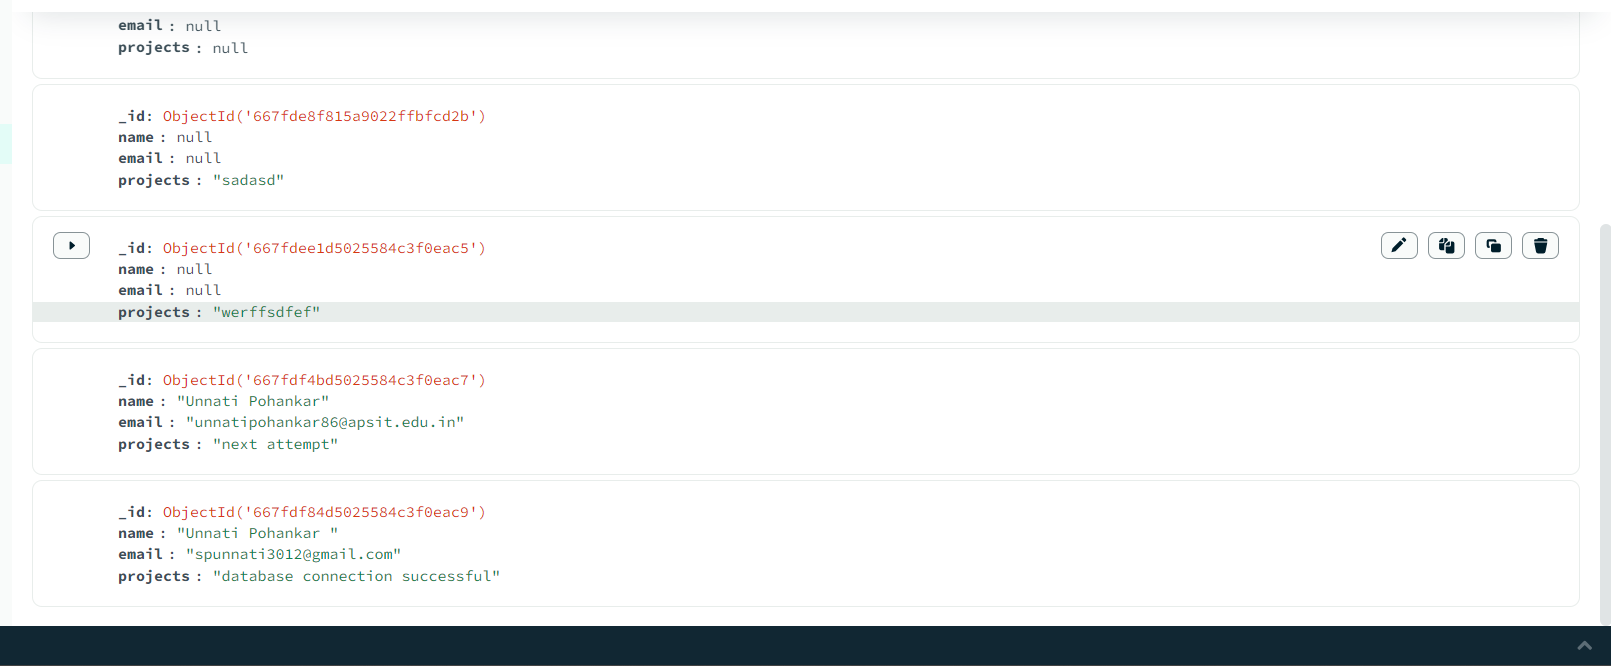 email : null
projects : null
_id: ObjectId('667fde8f815a9022ffbfcd2b')
name : null
email : null
projects : "sadasd"
_id: ObjectId('667fdee1d5025584c3f0eac5')
name : null
email : null
projects : "werffsdfef"
_id: ObjectId('667fdf4bd5025584c3f0eac7')
name : "Unnati Pohankar"
email : "unnatipohankar86@apsit.edu.in"
projects : "next attempt"
_id: ObjectId('667fdf84d5025584c3f0eac9')
name : "Unnati Pohankar "
email : "spunnati3012@gmail.com"
projects : "database connection successful"